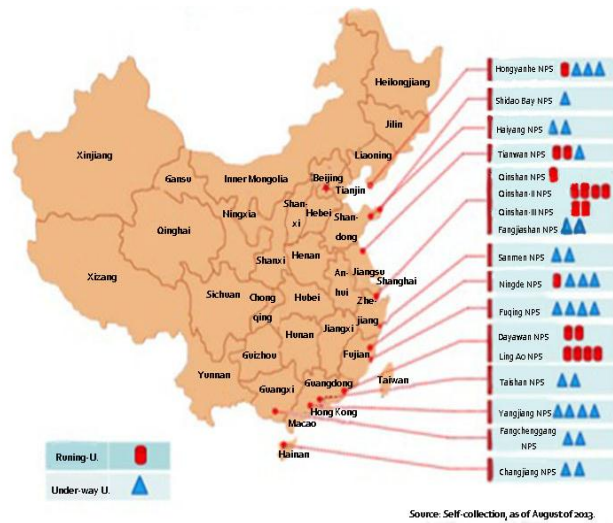 Heilongjiang
Jilin
Liaoning
Xinjiang
Gansu
Inner Mongolia
Beijing
Tianjin
Ningxia
Shan-
xi
Hebei
Shan-
dong
Qinghai
Shanxi
Henan
Jiangsu
An-
hui
Shanghai
Xizang
Sichuan
Chong
qing
Hubei
Zhe-
jiang
Hunan
Jiangxi
Guizhou
Fujian
Yunnan
Guangxi
Guangdong
Taiwan
Hong Kong
Macao
Hainan
Hongyanhe NPS
Shidao Bay NPS
Haiyang NPS
Tianwan NPS
Qinshan NPS
Qinshan-II NPS
Qinshan-III NPS
Fangjiashan NPS
Sanmen NPS
Ningde NPS
Fuqing NPS
Dayawan NPS
Ling Ao NPS
Taishan NPS
Yangjiang NPS
Fangchenggang
NPS
Changjiang NPS
Runing-U.
Under-way U.
Source: Self-collection, as of August of 2013.